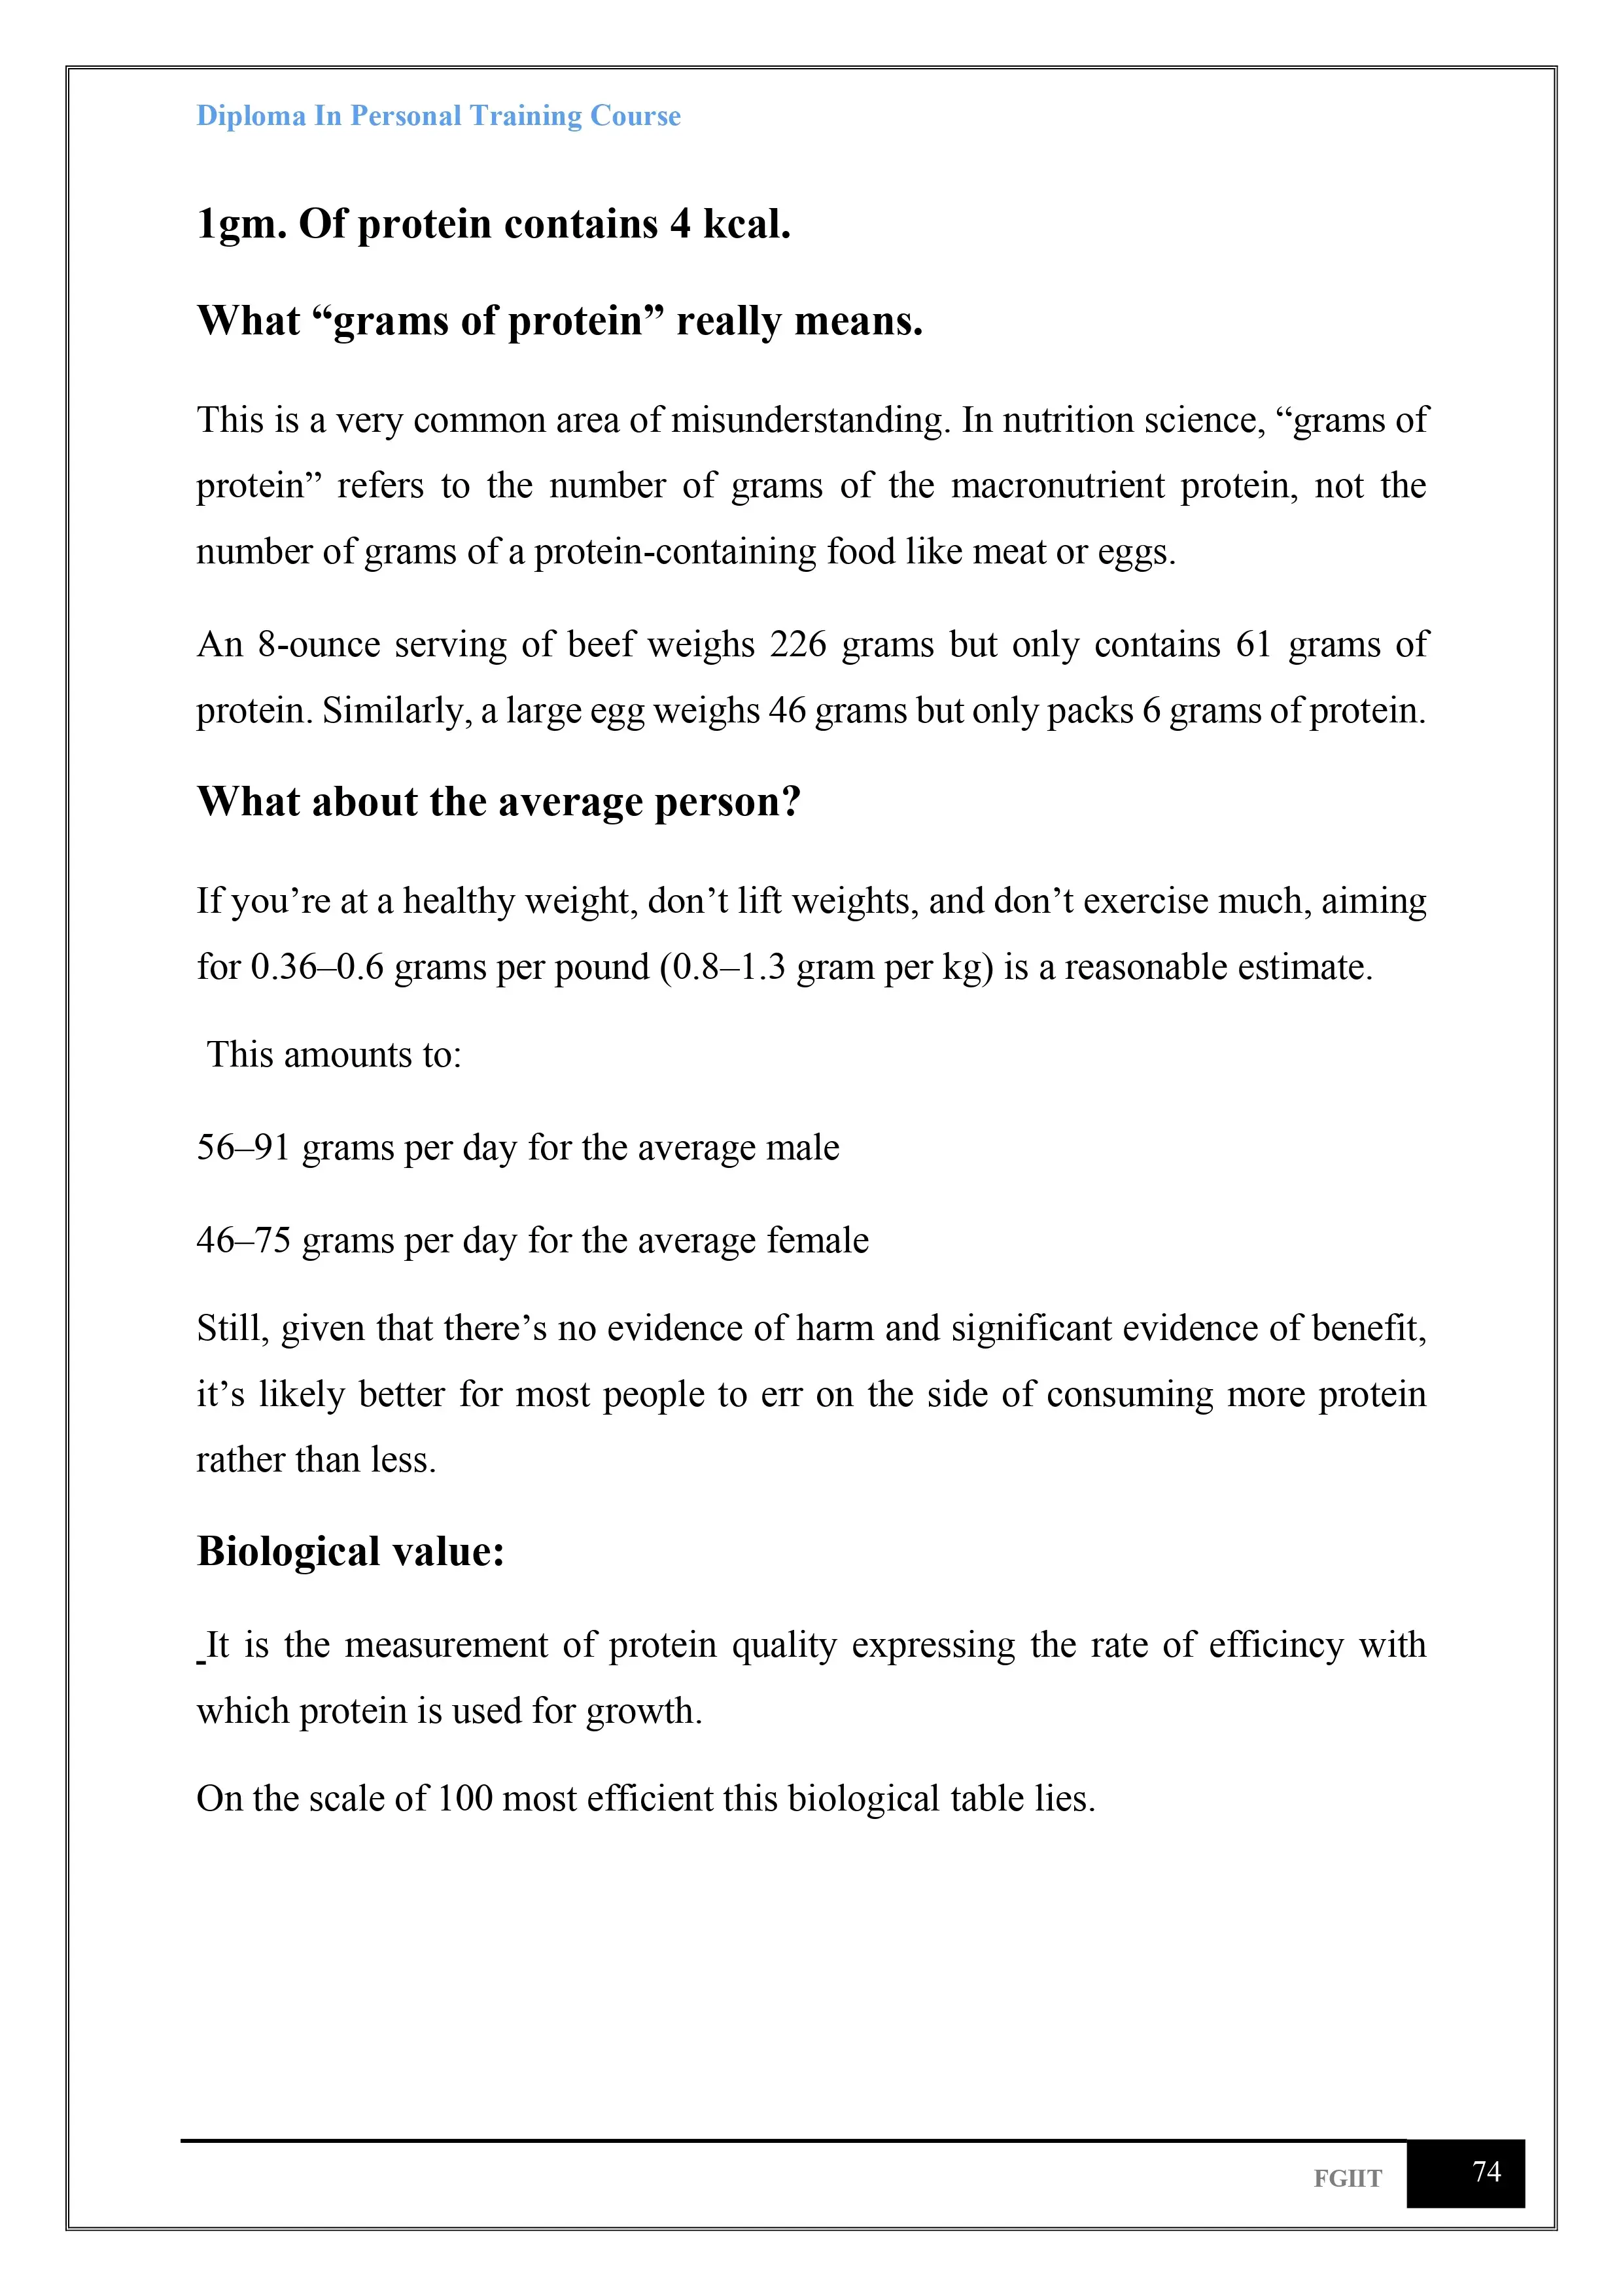 Diploma In Personal Training Course
1gm. Of protein contains 4 kcal.
What “grams of protein” really means.
This is a very common area of misunderstanding. In nutrition science, “grams of
protein” refers to the number of grams of the macronutrient protein, not the
number of grams of a protein-containing food like meat or eggs.
An 8-ounce serving of beef weighs 226 grams but only contains 61 grams of
protein. Similarly, a large egg weighs 46 grams but only packs 6 grams of protein.
What about the average person?
If you’re at a healthy weight, don’t lift weights, and don’t exercise much, aiming
for 0.36–0.6 grams per pound (0.8–1.3 gram per kg) is a reasonable estimate.
This amounts to:
56–91 grams per day for the average male
46–75 grams per day for the average female
Still, given that there’s no evidence of harm and significant evidence of benefit,
it’s likely better for most people to err on the side of consuming more protein
rather than less.
Biological value:
It is the measurement of protein quality expressing the rate of efficincy with
which protein is used for growth.
On the scale of 100 most efficient this biological table lies.
FGIIT 74